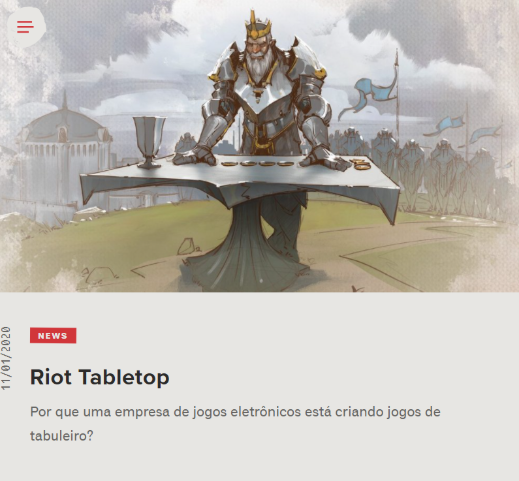 NEWS
11/01/2020
Riot Tabletop
Por que uma empresa de jogos eletrônicos está criando jogos de
tabuleiro?